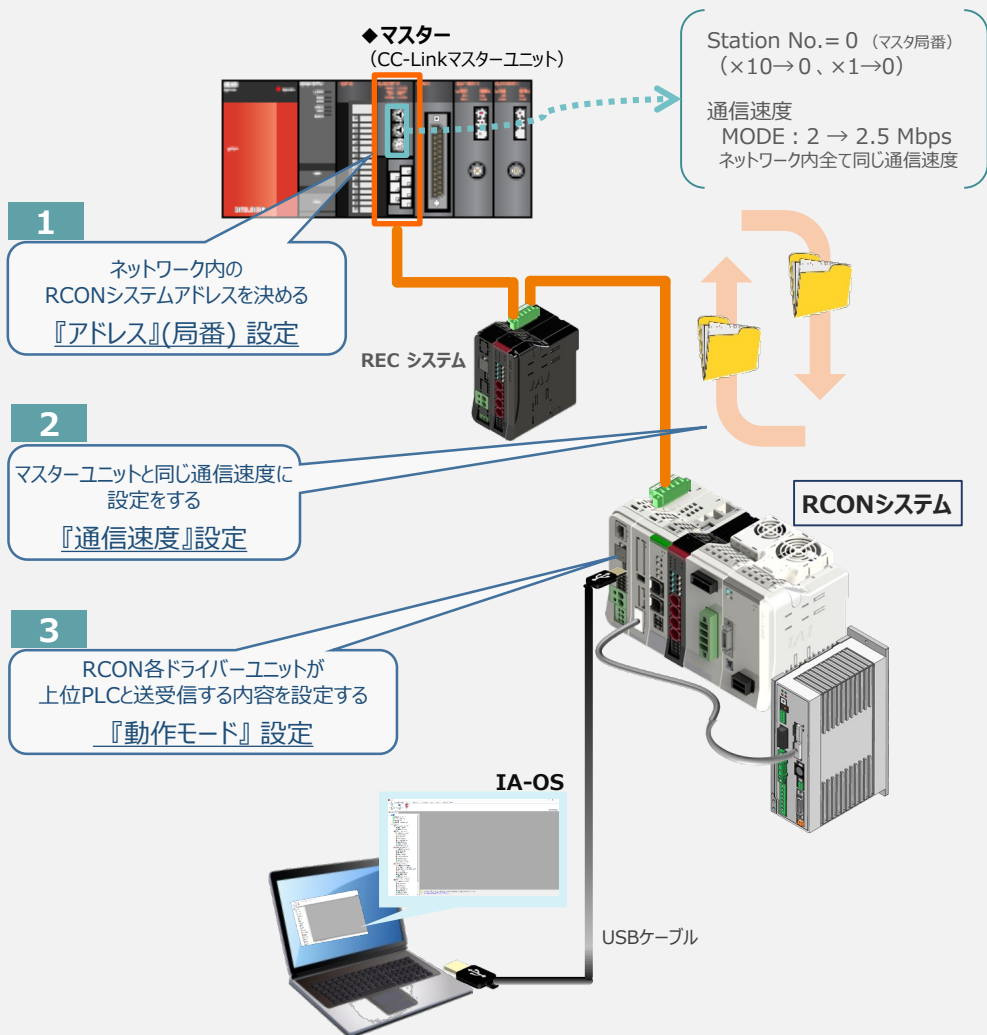 ◆マスター
（CC-Linkマスターユニット）
Station No.= 0 （マスタ局番）
（×10→0、×1→0）
通信速度
MODE：2 → 2.5 Mbps
ネットワーク内全て同じ通信速度
1
ネットワーク内の
RCONシステムアドレスを決める
『アドレス』(局番) 設定
REC システム
2
マスターユニットと同じ通信速度に
設定をする
『通信速度』設定
RCONシステム
3
RCON各ドライバーユニットが
上位PLCと送受信する内容を設定する
『動作モード』 設定
IA-OS
USBケーブル